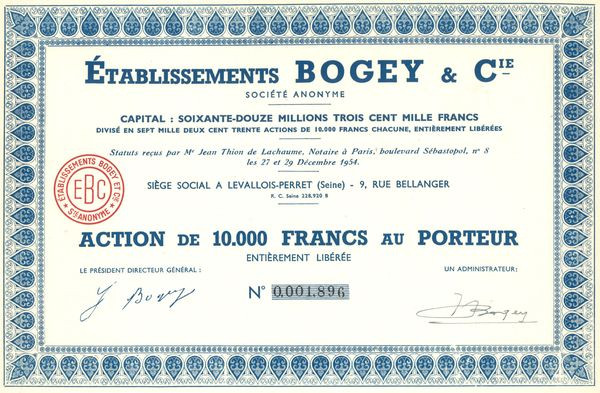 ÉTABLISSEMENTS BOGEY & CIE
SOCIÉTÉ ANONYME
CAPITAL : SOIXANTE-DOUZE MILLIONS TROIS CENT MILLE FRANCS
DIVISÉ EN SEPT MILLE DEUX CENT TRENTE ACTIONS DE 10.000 FRANCS CHACUNE, ENTIÈREMENT LIBÉRÉES
Statuts reçus par Me Jean Thion de Lachaume, Notaire à Paris, boulevard Sébastopol, n° 8
les 27 et 29 Décembre 1954.
ÉTABLISSEMENTS BOGEY ET Cie
EBC
Sté ANONYME
SIÈGE SOCIAL A LEVALLOIS-PERRET (Seine) - 9, RUE BELLANGER
R. C. Seine 228.920 B
ACTION DE 10.000 FRANCS AU PORTEUR
ENTIÈREMENT LIBÉRÉE
LE PRÉSIDENT DIRECTEUR GÉNÉRAL :
UN ADMINISTRATEUR:
J Bogey
N° 0,001.896
Bogey